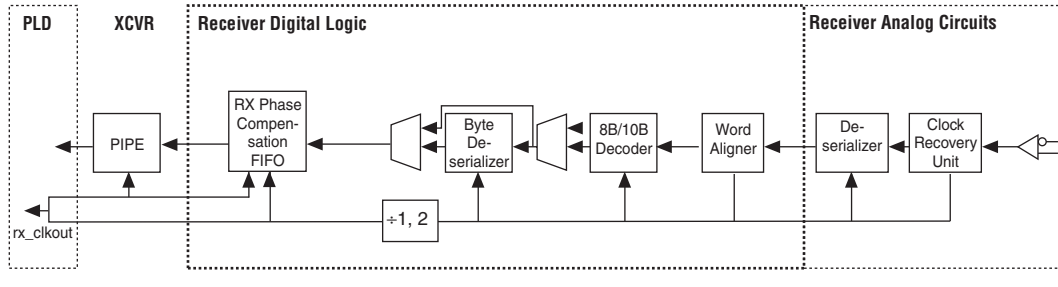 PLD
XCVR
Receiver Digital Logic
Receiver Analog Circuits
PIPE
RX Phase
Compen-
sation
FIFO
Byte
De-
serializer
8B/10B
Decoder
Word
Aligner
De-
serializer
Clock
Recovery
Unit
rx_clkout
÷1, 2